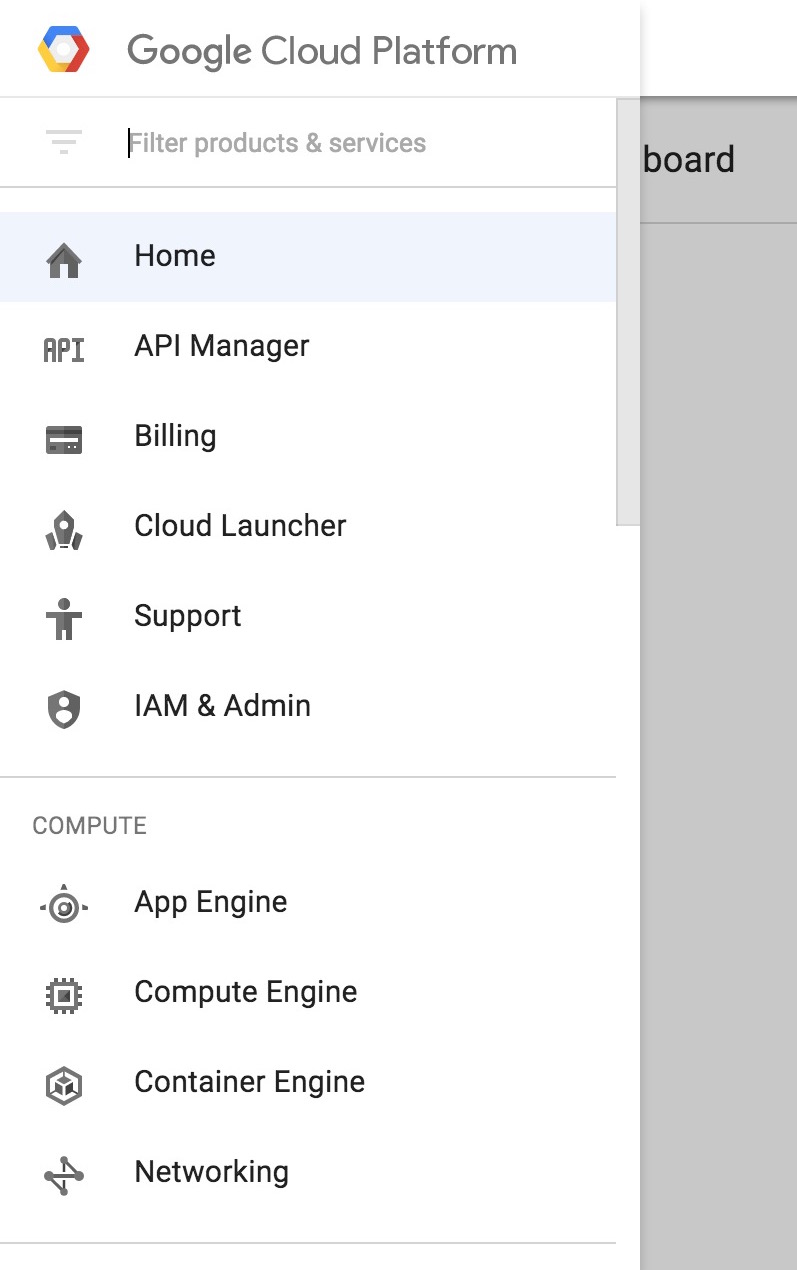 Google Cloud Platform
Filter products & services
board
Home
API
API Manager
Billing
Cloud Launcher
Support
IAM & Admin
COMPUTE
App Engine
Compute Engine
Container Engine
Networking